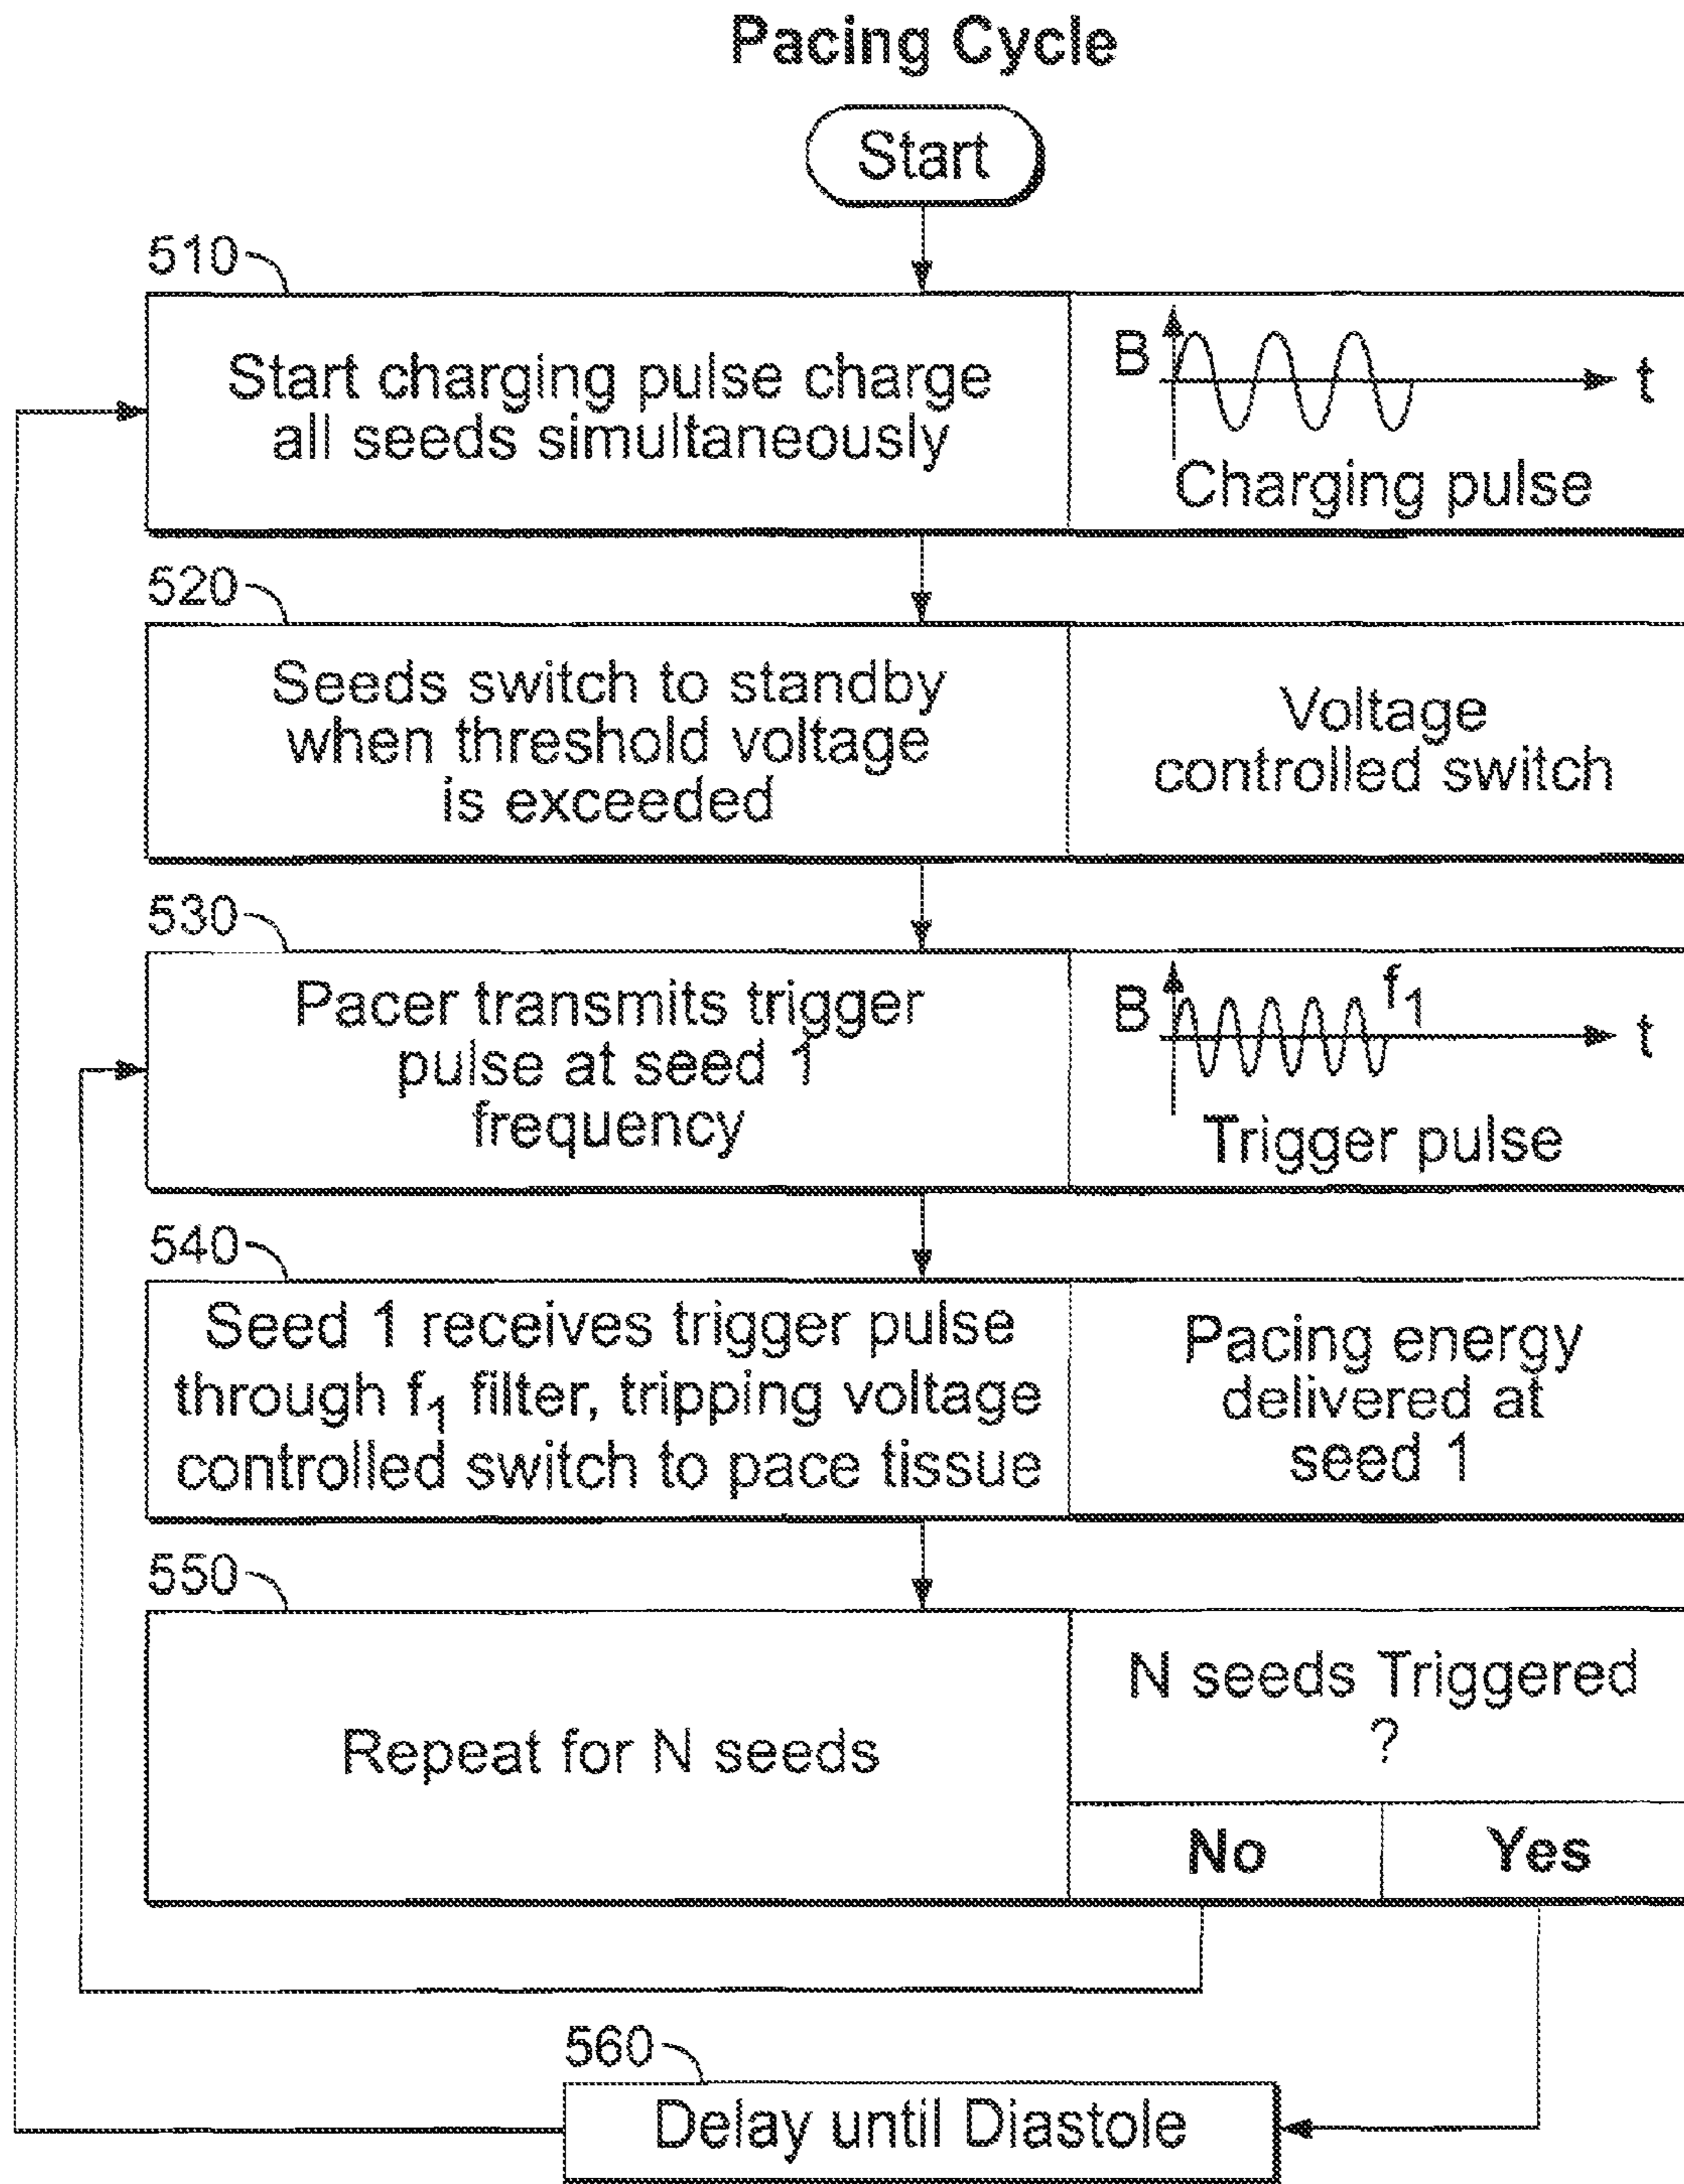 Pacing Cycle
Start
510
Start charging pulse charge
all seeds simultaneously
B
t
Charging pulse
520
Seeds switch to standby
when threshold voltage
is exceeded
Voltage
controlled switch
530
Pacer transmits trigger
pulse at seed 1
frequency
B
f1
t
Trigger pulse
540
Seed 1 receives trigger pulse
through f1 filter, tripping voltage
controlled switch to pace tissue
Pacing energy
delivered at
seed 1
550
Repeat for N seeds
N seeds Triggered
?
No
Yes
560
Delay until Diastole